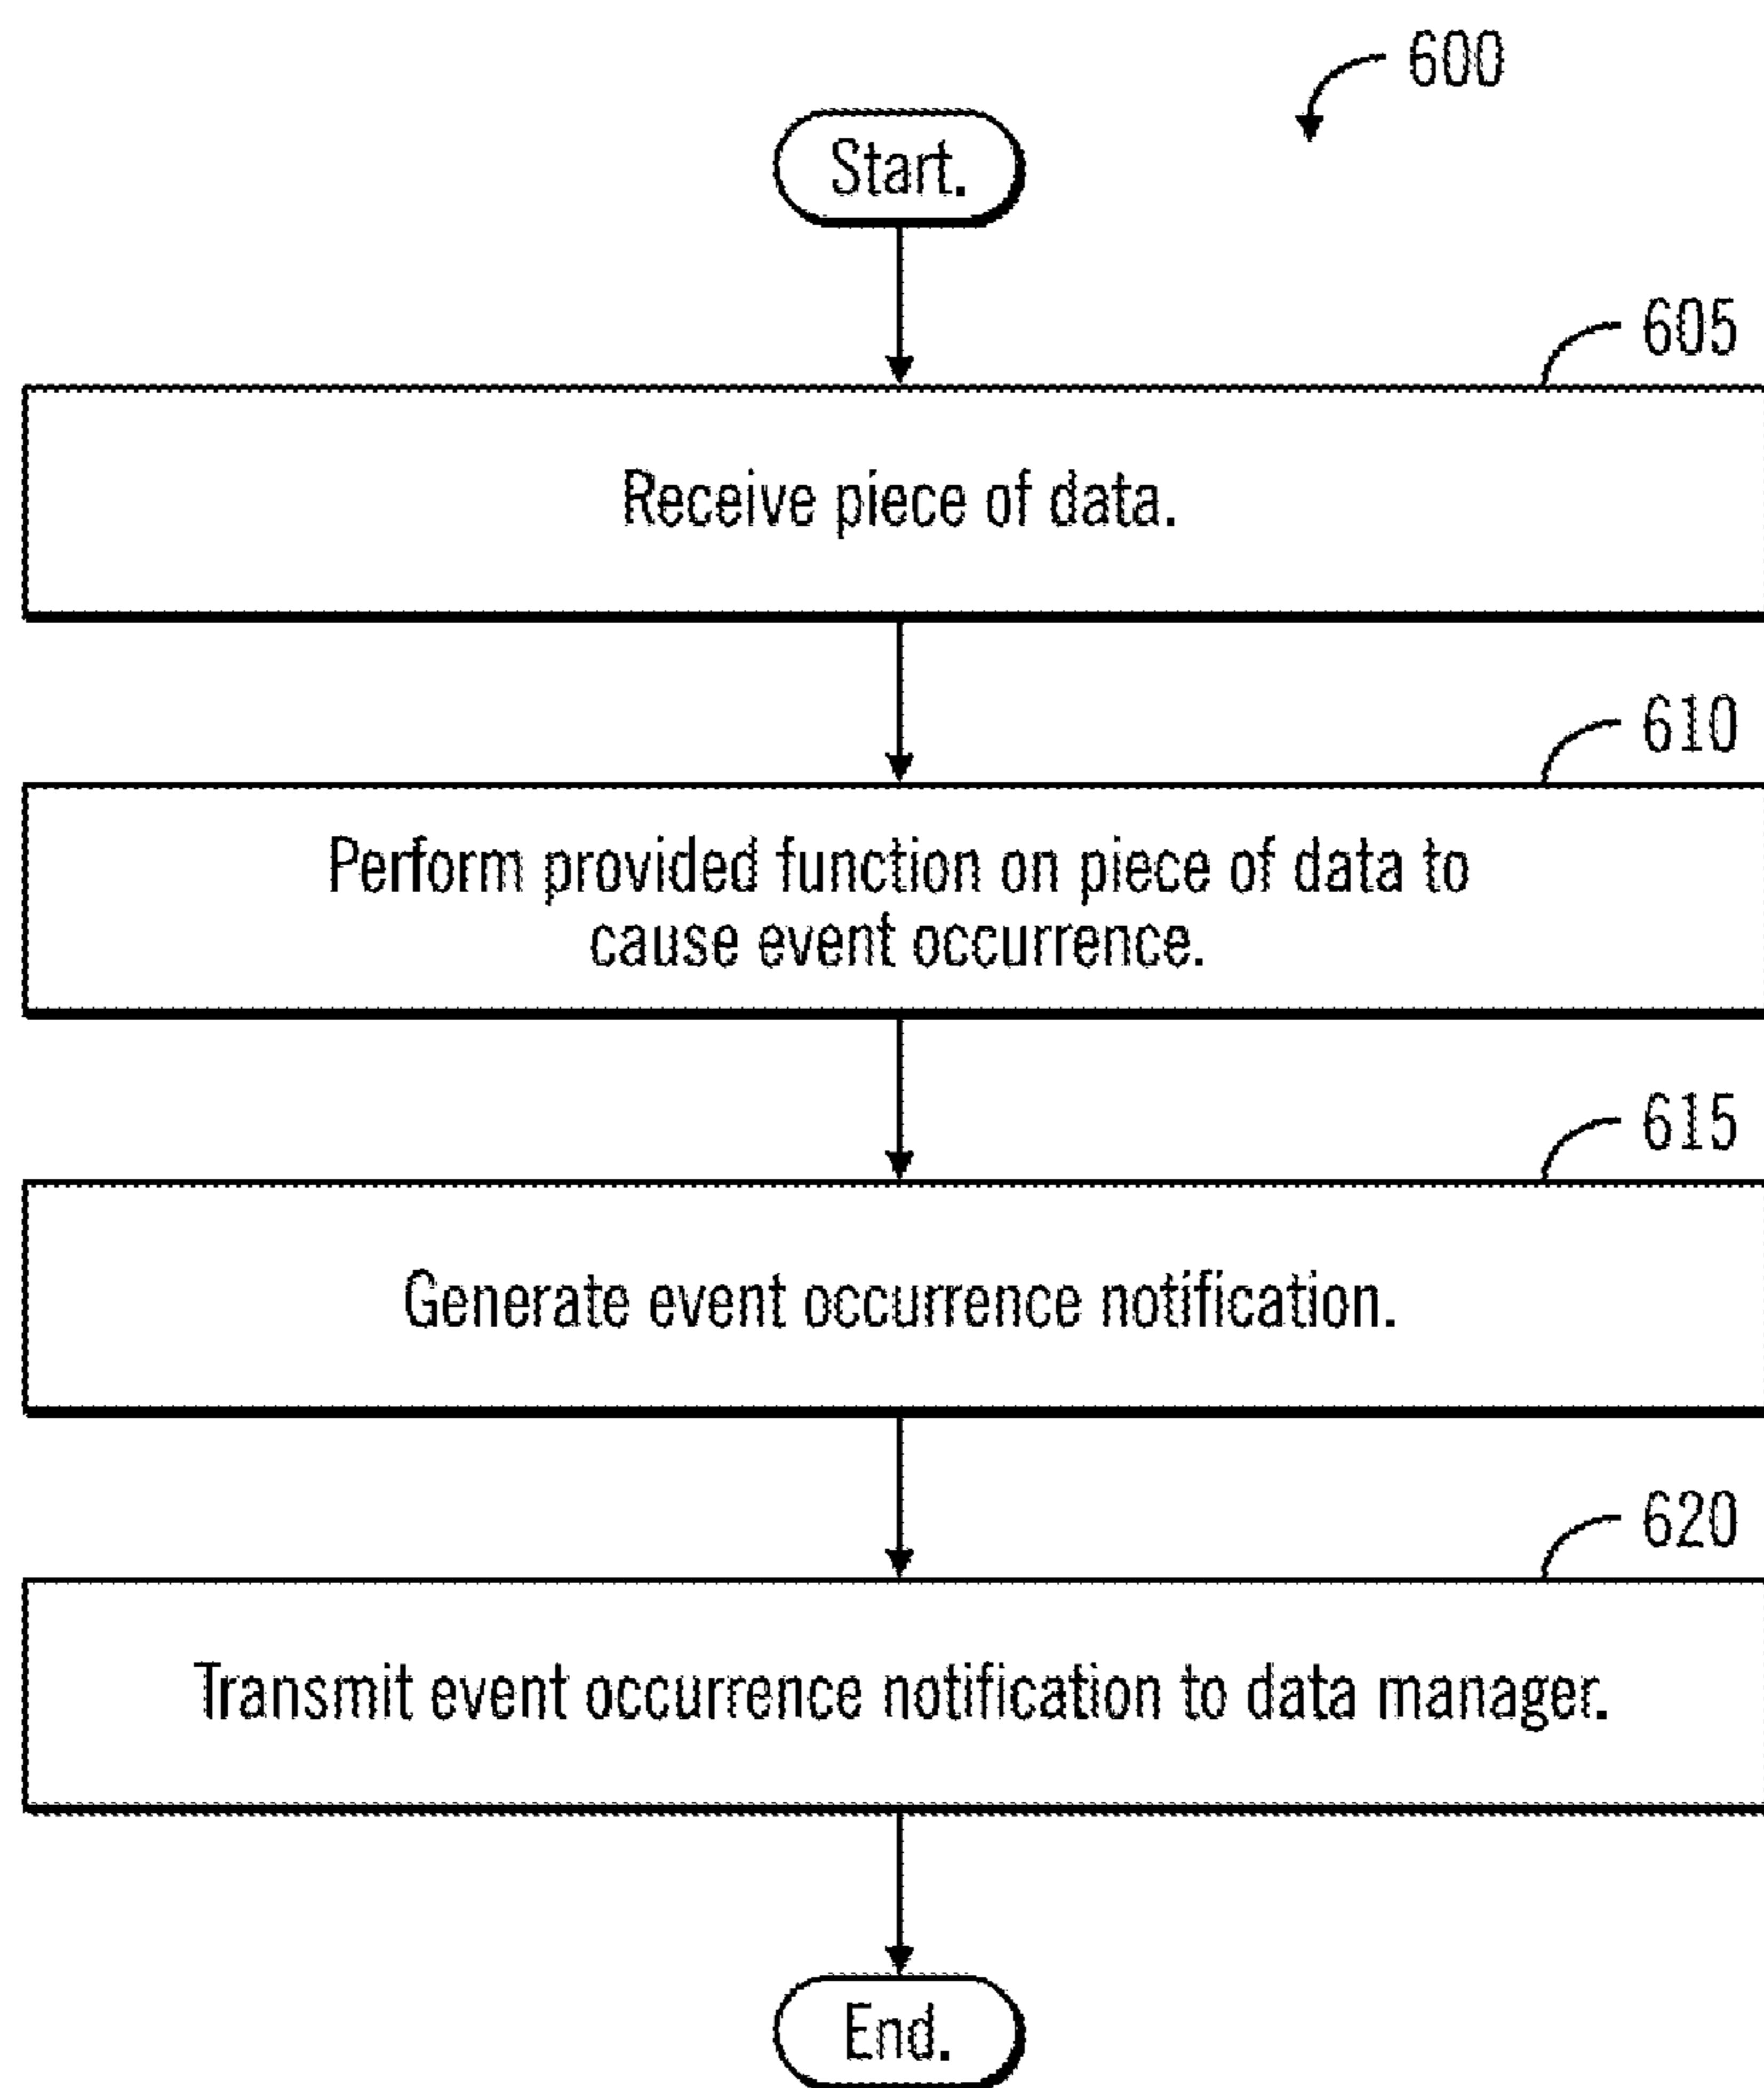 600
Start.
605
Receive piece of data.
610
Perform provided function on piece of data to
cause event occurrence.
615
Generate event occurrence notification.
620
Transmit event occurrence notification to data manager.
End.